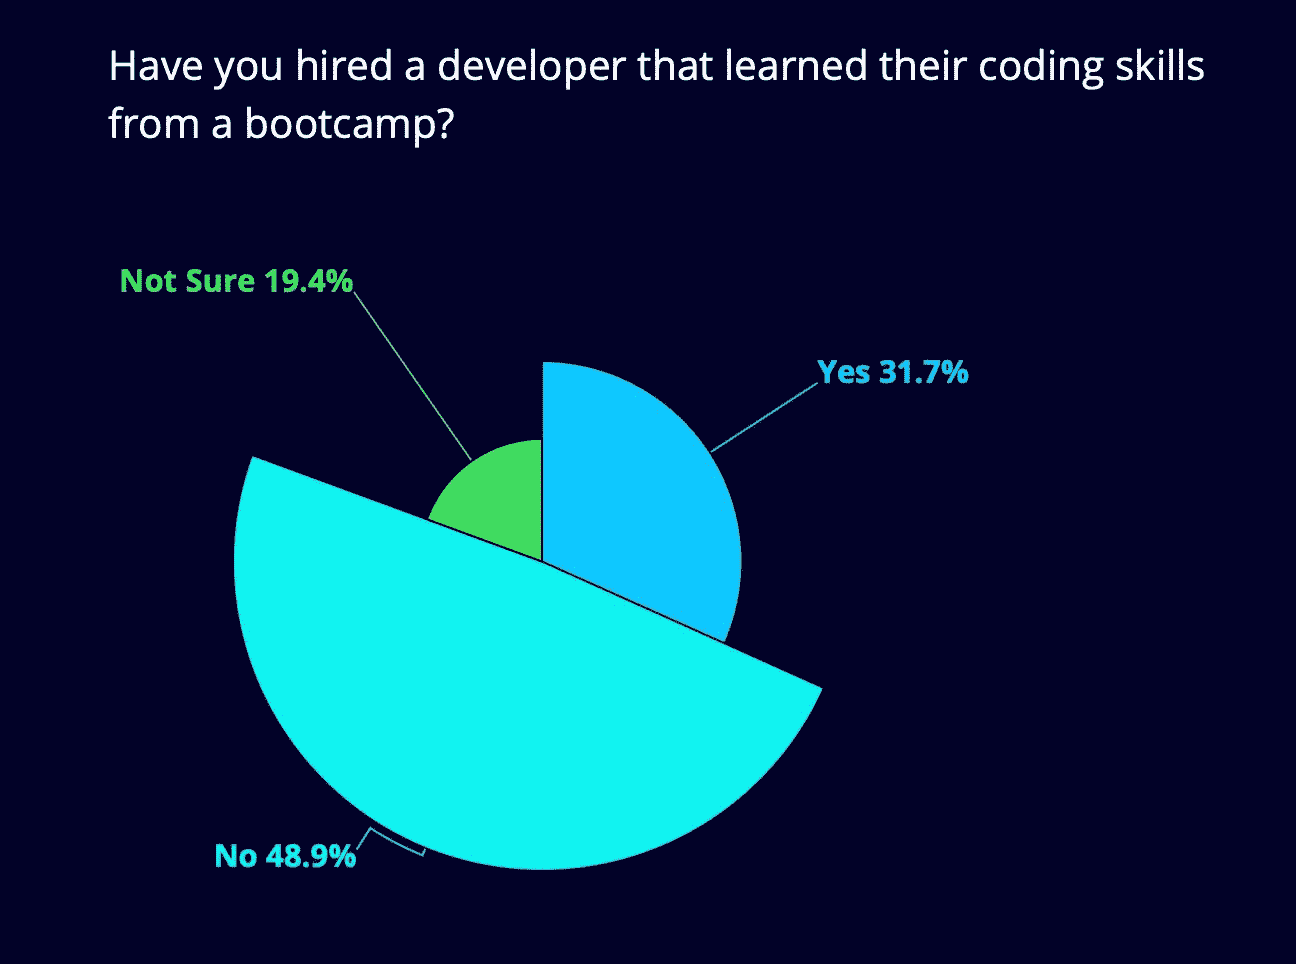 Have you hired a developer that learned their coding skills
from a bootcamp?
Not Sure 19.4%
Yes 31.7%
No 48.9%